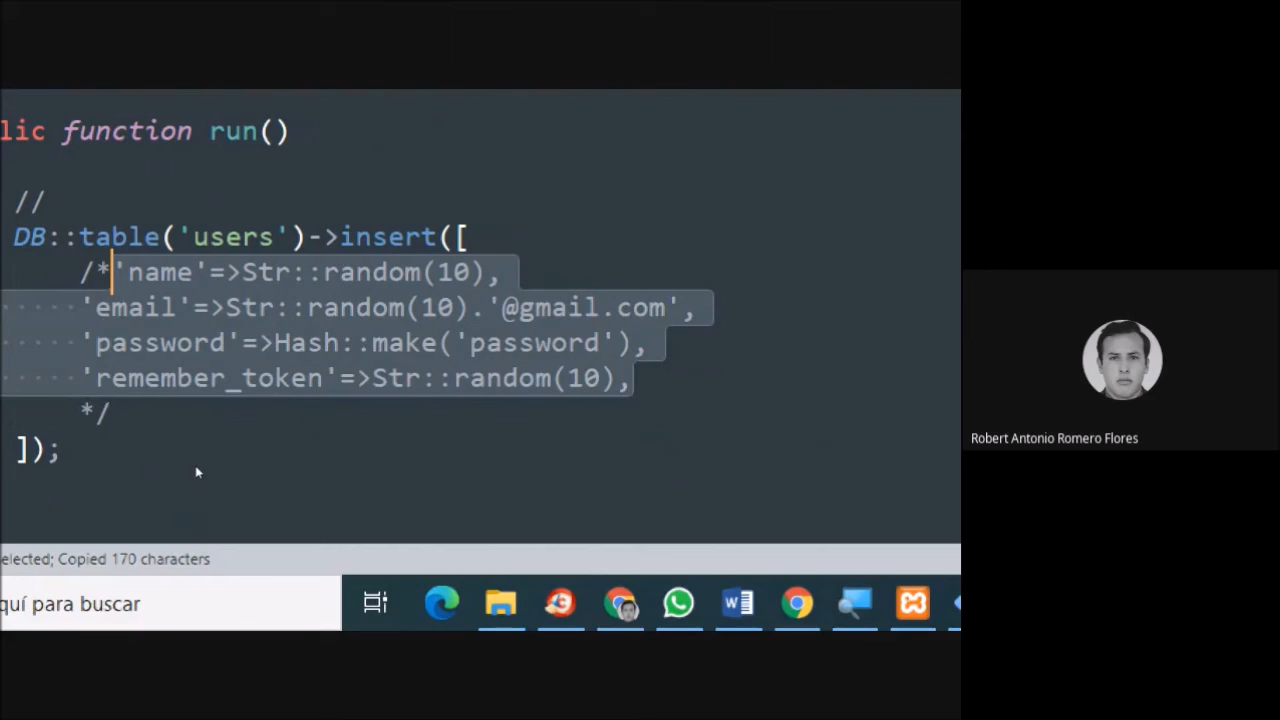 lic function run()
//
DB::table('users')->insert([
/*'name'=>Str::random(10),
'email'=>Str::random(10).'@gmail.com',
'password'=>Hash::make('password'),
'remember_token'=>Str::random(10),
*/
]);
elected; Copied 170 characters
quí para buscar
Robert Antonio Romero Flores